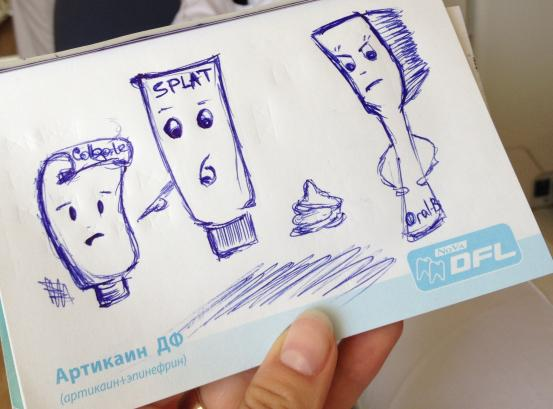 SPLAT
Colgate
Oral B
NOVA
DFL
Артикаин ДФ
(артикаин+эпинефрин)